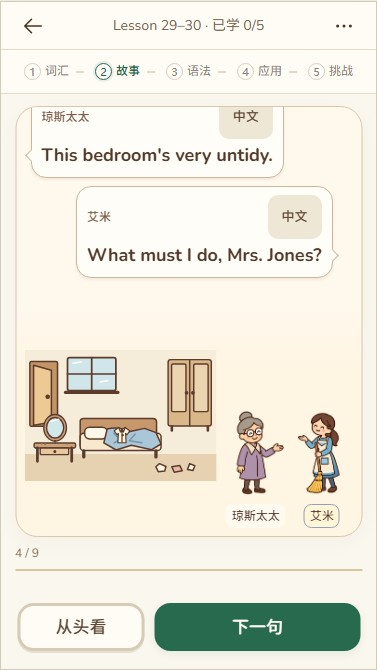 Lesson 29–30 · 已学 0/5
1 词汇 – 2 故事 – 3 语法 – 4 应用 – 5 挑战
琼斯太太 中文
This bedroom's very untidy.
艾米 中文
What must I do, Mrs. Jones?
琼斯太太 艾米
4 / 9
从头看 下一句